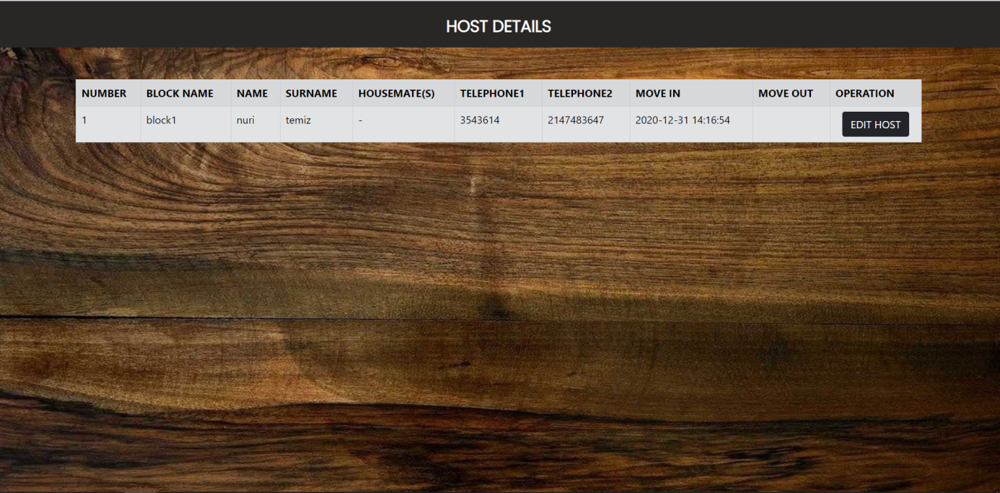 HOST DETAILS
NUMBER BLOCK NAME NAME SURNAME HOUSEMATE(S) TELEPHONE1 TELEPHONE2 MOVE IN MOVE OUT OPERATION
1 block1 nuri temiz - 3543614 2147483647 2020-12-31 14:16:54 EDIT HOST